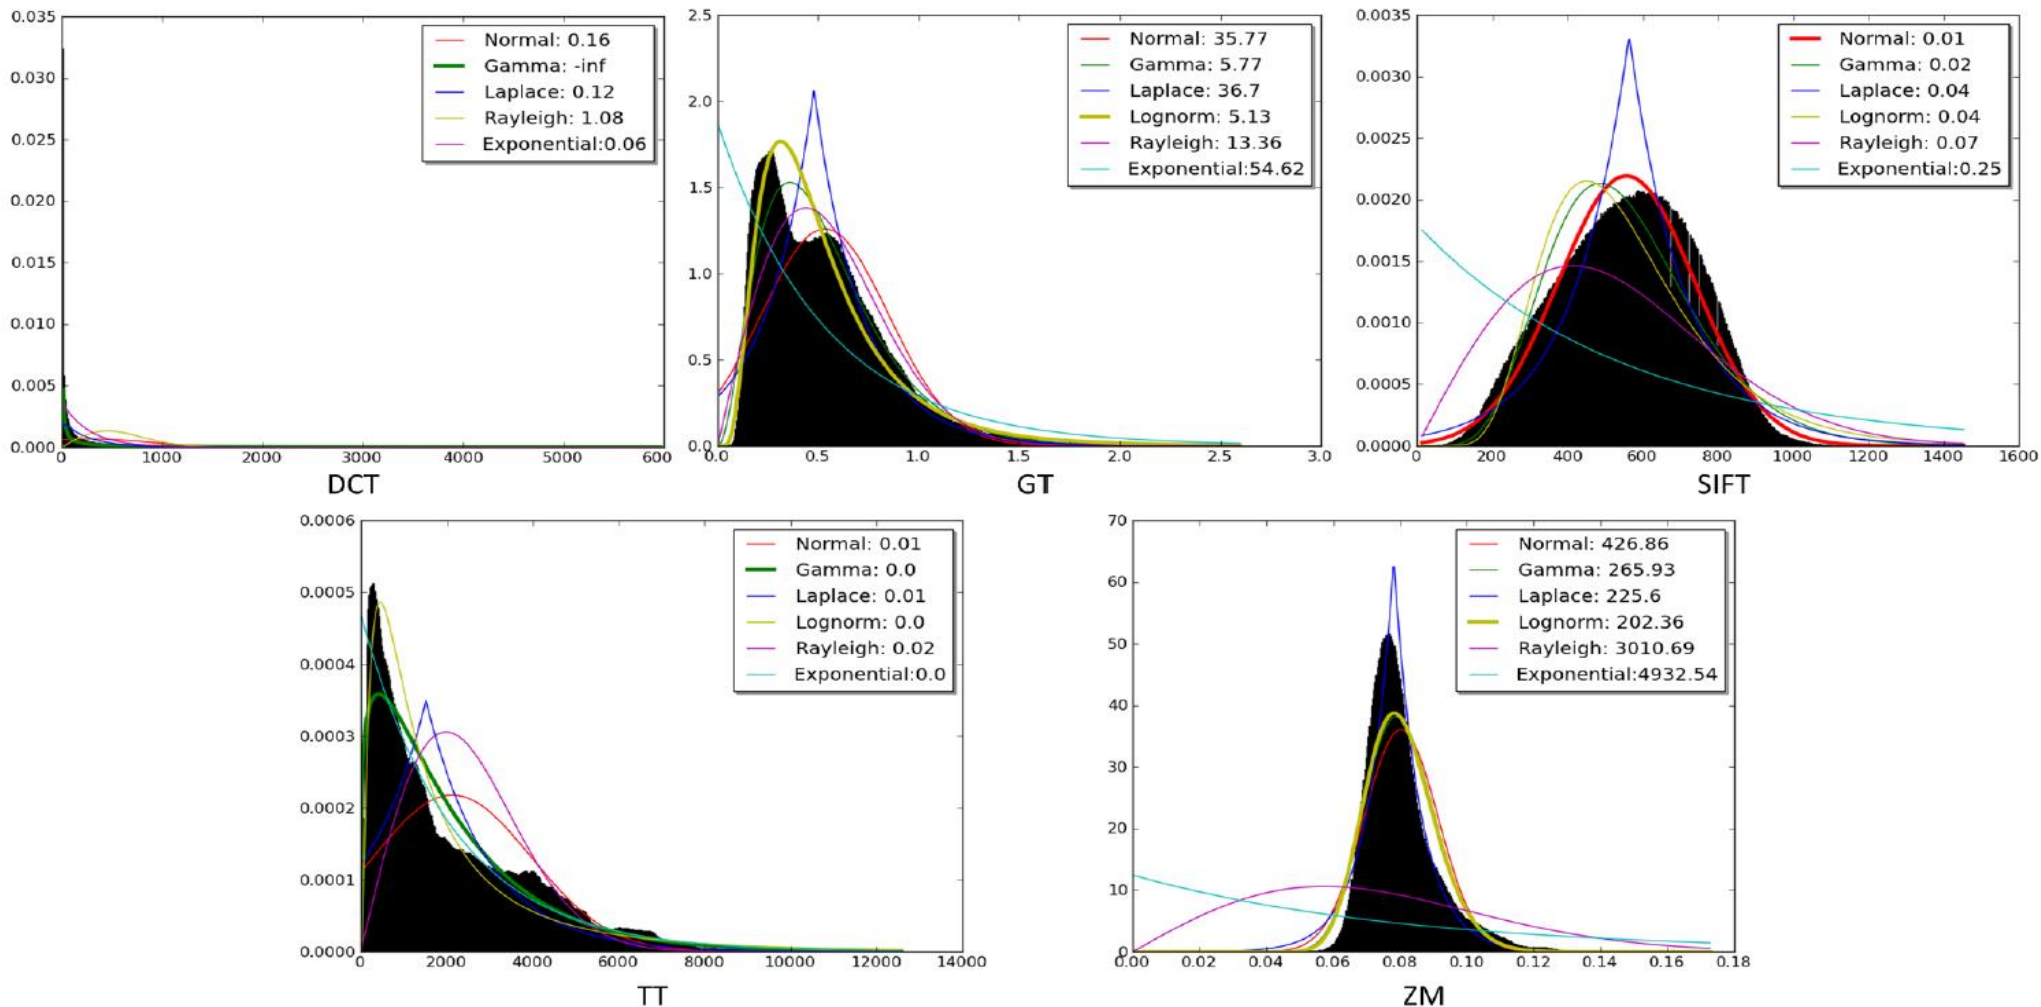 0.035
0.030
0.025
0.020
0.015
0.010
0.005
0.000
0 1000 2000 3000 4000 5000 600
Normal: 0.16
Gamma: -inf
Laplace: 0.12
Rayleigh: 1.08
Exponential:0.06
DCT
2.5
2.0
1.5
1.0
0.5
0.0
0.0 0.5 1.0 1.5 2.0 2.5 3.0
Normal: 35.77
Gamma: 5.77
Laplace: 36.7
Lognorm: 5.13
Rayleigh: 13.36
Exponential:54.62
GT
0.0035
0.0030
0.0025
0.0020
0.0015
0.0010
0.0005
0.0000
0 200 400 600 800 1000 1200 1400 1600
Normal: 0.01
Gamma: 0.02
Laplace: 0.04
Lognorm: 0.04
Rayleigh: 0.07
Exponential:0.25
SIFT
0.0006
0.0005
0.0004
0.0003
0.0002
0.0001
0.0000
0 2000 4000 6000 8000 10000 12000 14000
Normal: 0.01
Gamma: 0.0
Laplace: 0.01
Lognorm: 0.0
Rayleigh: 0.02
Exponential:0.0
TT
70
60
50
40
30
20
10
0
0.00 0.02 0.04 0.06 0.08 0.10 0.12 0.14 0.16 0.18
Normal: 426.86
Gamma: 265.93
Laplace: 225.6
Lognorm: 202.36
Rayleigh: 3010.69
Exponential:4932.54
ZM